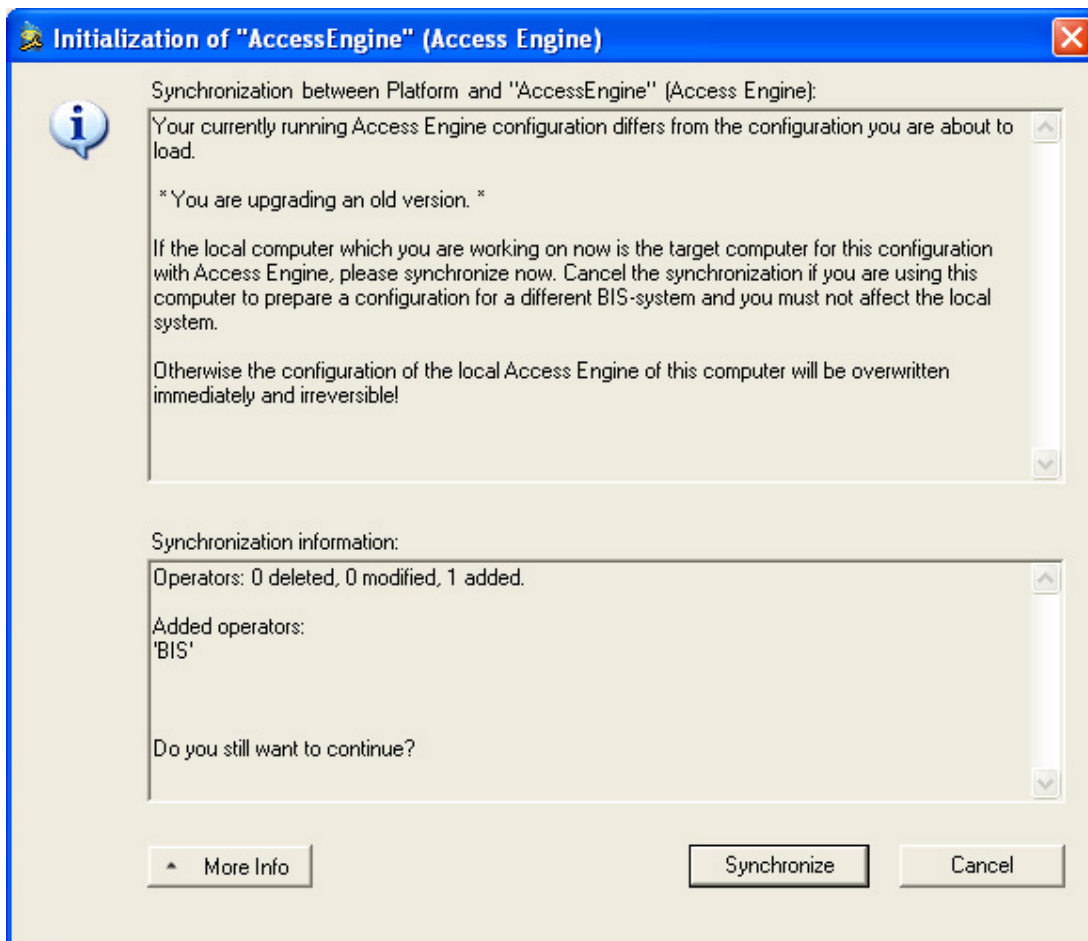 Initialization of "AccessEngine" (Access Engine)
Synchronization between Platform and "AccessEngine" (Access Engine):
Your currently running Access Engine configuration differs from the configuration you are about to
load.
* You are upgrading an old version. *
If the local computer which you are working on now is the target computer for this configuration
with Access Engine, please synchronize now. Cancel the synchronization if you are using this
computer to prepare a configuration for a different BIS-system and you must not affect the local
system.
Otherwise the configuration of the local Access Engine of this computer will be overwritten
immediately and irreversible!
Synchronization information:
Operators: 0 deleted, 0 modified, 1 added.
Added operators:
'BIS'
Do you still want to continue?
More Info
Synchronize
Cancel